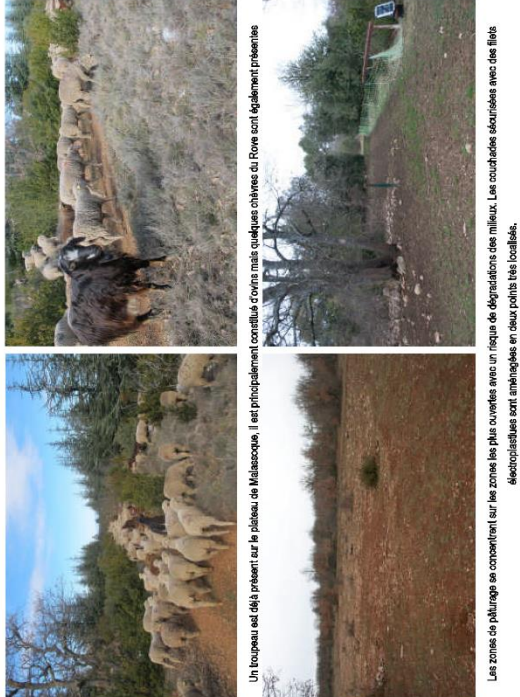 Un troupeau est déjà présent sur le plateau de Malassoque, il est principalement constitué d'ovins mais quelques chèvres du Rove sont également présentes
Les zones de pâturage se concentrent sur les zones les plus ouvertes avec un risque de dégradations des milieux. Les couchades sécurisées avec des filets
électroplastiues sont aménagées en deux points très localisés.